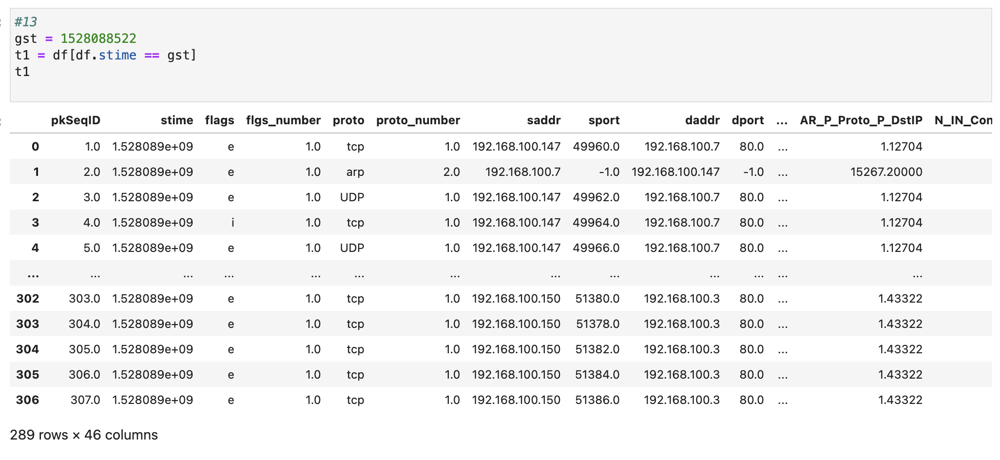 #13
gst = 1528088522
t1 = df[df.stime == gst]
t1
pkSeqID stime flags flgs_number proto proto_number saddr sport daddr dport ... AR_P_Proto_P_DstIP N_IN_Con
0 1.0 1.528089e+09 e 1.0 tcp 1.0 192.168.100.147 49960.0 192.168.100.7 80.0 ... 1.12704
1 2.0 1.528089e+09 e 1.0 arp 2.0 192.168.100.7 -1.0 192.168.100.147 -1.0 ... 15267.20000
2 3.0 1.528089e+09 e 1.0 UDP 1.0 192.168.100.147 49962.0 192.168.100.7 80.0 ... 1.12704
3 4.0 1.528089e+09 i 1.0 tcp 1.0 192.168.100.147 49964.0 192.168.100.7 80.0 ... 1.12704
4 5.0 1.528089e+09 e 1.0 UDP 1.0 192.168.100.147 49966.0 192.168.100.7 80.0 ... 1.12704
... ... ... ... ... ... ... ... ... ... ... ... ...
302 303.0 1.528089e+09 e 1.0 tcp 1.0 192.168.100.150 51380.0 192.168.100.3 80.0 ... 1.43322
303 304.0 1.528089e+09 e 1.0 tcp 1.0 192.168.100.150 51378.0 192.168.100.3 80.0 ... 1.43322
304 305.0 1.528089e+09 e 1.0 tcp 1.0 192.168.100.150 51382.0 192.168.100.3 80.0 ... 1.43322
305 306.0 1.528089e+09 e 1.0 tcp 1.0 192.168.100.150 51384.0 192.168.100.3 80.0 ... 1.43322
306 307.0 1.528089e+09 e 1.0 tcp 1.0 192.168.100.150 51386.0 192.168.100.3 80.0 ... 1.43322
289 rows × 46 columns